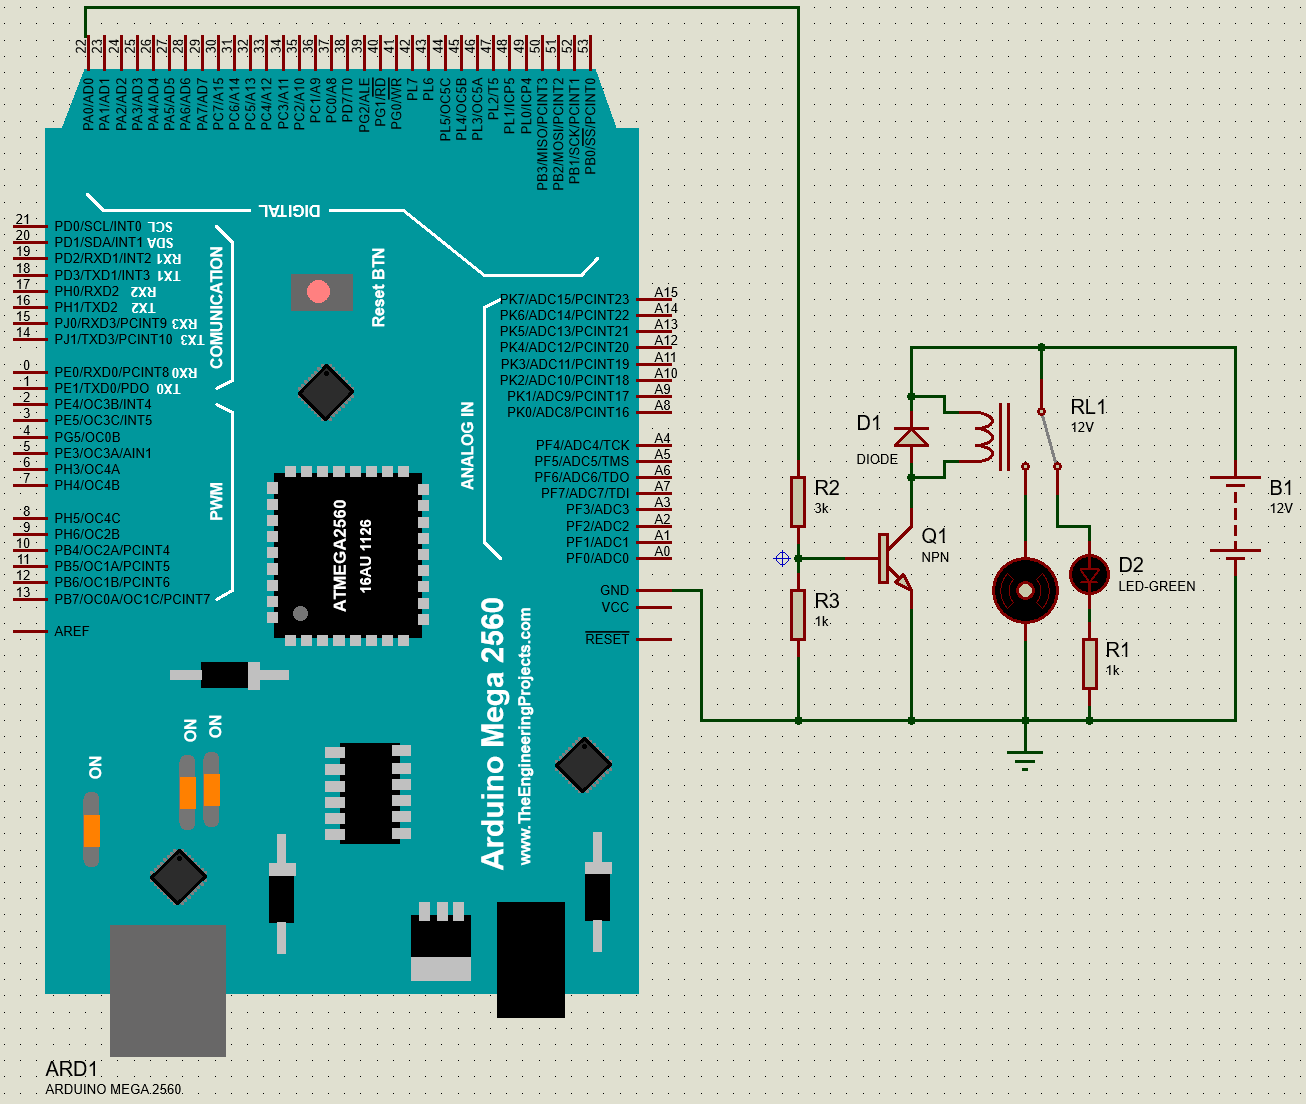 22
23
24
25
26
27
28
29
30
31
32
33
34
35
36
37
38
39
40
41
42
43
44
45
46
47
48
49
50
51
52
53
PA0/AD0
PA1/AD1
PA2/AD2
PA3/AD3
PA4/AD4
PA5/AD5
PA6/AD6
PA7/AD7
PC7/A15
PC6/A14
PC5/A13
PC4/A12
PC3/A11
PC2/A10
PC1/A9
PC0/A8
PD7/T0
PG2/ALE
PG1/RD
PG0/WR
PL7
PL6
PL5/OC5C
PL4/OC5B
PL3/OC5A
PL2/T5
PL1/ICP5
PL0/ICP4
PB3/MISO/PCINT3
PB2/MOSI/PCINT2
PB1/SCK/PCINT1
PB0/SS/PCINT0
DIGITAL
21 PD0/SCL/INT0 SCL
20 PD1/SDA/INT1 SDA
19 PD2/RXD1/INT2 RX1
18 PD3/TXD1/INT3 TX1
17 PH0/RXD2 RX2
16 PH1/TXD2 TX2
15 PJ0/RXD3/PCINT9 RX3
14 PJ1/TXD3/PCINT10 TX3
0 PE0/RXD0/PCINT8 RX0
1 PE1/TXD0/PDO TX0
2 PE4/OC3B/INT4
3 PE5/OC3C/INT5
4 PG5/OC0B
5 PE3/OC3A/AIN1
6 PH3/OC4A
7 PH4/OC4B
8 PH5/OC4C
9 PH6/OC2B
10 PB4/OC2A/PCINT4
11 PB5/OC1A/PCINT5
12 PB6/OC1B/PCINT6
13 PB7/OC0A/OC1C/PCINT7
AREF
COMUNICATION
PWM
Reset BTN
ANALOG IN
PK7/ADC15/PCINT23 A15
PK6/ADC14/PCINT22 A14
PK5/ADC13/PCINT21 A13
PK4/ADC12/PCINT20 A12
PK3/ADC11/PCINT19 A11
PK2/ADC10/PCINT18 A10
PK1/ADC9/PCINT17 A9
PK0/ADC8/PCINT16 A8
PF4/ADC4/TCK A4
PF5/ADC5/TMS A5
PF6/ADC6/TDO A6
PF7/ADC7/TDI A7
PF3/ADC3 A3
PF2/ADC2 A2
PF1/ADC1 A1
PF0/ADC0 A0
GND
VCC
RESET
ATMEGA2560
16AU 1126
Arduino Mega 2560
www.TheEngineeringProjects.com
ON
ON
ON
ARD1
ARDUINO MEGA 2560
R2
3k
R3
1k
D1
DIODE
Q1
NPN
RL1
12V
D2
LED-GREEN
R1
1k
B1
12V